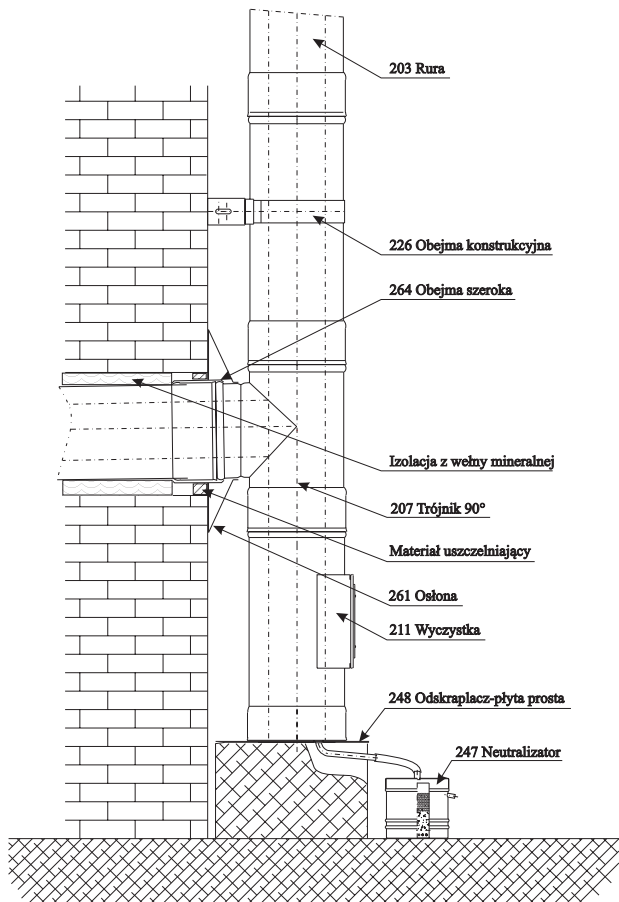 203 Rura
226 Obejma konstrukcyjna
264 Obejma szeroka
Izolacja z wełny mineralnej
207 Trójnik 90°
Materiał uszczelniający
261 Osłona
211 Wyczystka
248 Odskraplacz-płyta prosta
247 Neutralizator